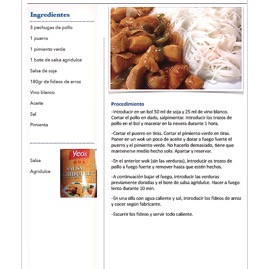 Ingredientes
3 pechugas de pollo
1 puerro
1 pimiento verde
1 bote de salsa agridulce
Salsa de soja
180gr de fideos de arroz
Vino blanco
Aceite
Sal
Pimienta
Salsa
Agridulce
Yeo's
Procedimiento
-Introducir en un bol 50 ml de soja y 25 ml de vino blanco.
Cortar el pollo en dado, salpimentar. Introducir los trozos de
pollo en el bol y macerar en la nevera durante 1 hora.
-Cortar el puerro en tiras. Cortar el pimiento verde en tiras.
Poner en un wok un poco de aceite y dorar a fuego fuerte el
puerro y el pimiento verde. No hacerlo demasiado, tiene que
mantenerse medio hecho solo. Apartar y reservar.
-En el anterior wok (sin las verduras), introducir os trozos de
pollo a fuego fuerte y remover hasta que estén hechos.
-A continuación bajar el fuego, introducir las verduras
previamente doradas y el bote de salsa agridulce. Hacer a fuego
lento durante 10 min.
-En una olla con agua caliente y sal, introducir los fideos de arroz
y cocer según fabricante.
-Escurrir los fideos y servir todo caliente.